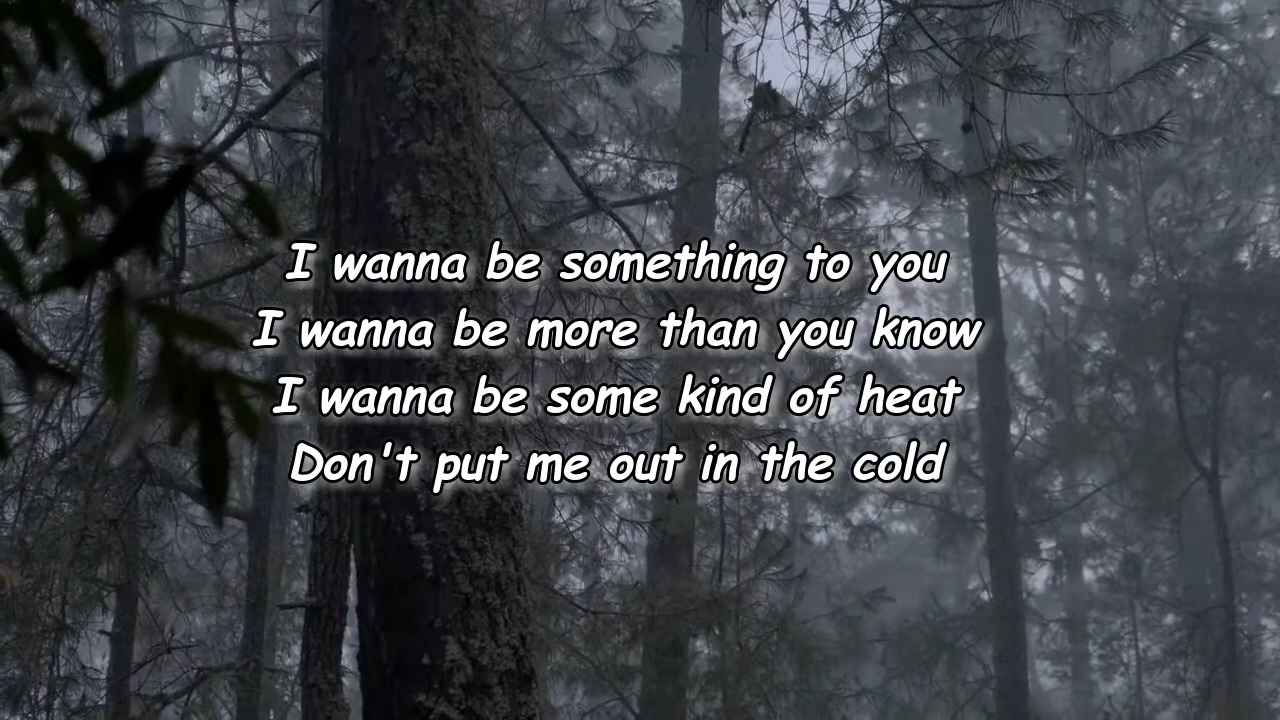 I wanna be something to you
I wanna be more than you know
I wanna be some kind of heat
Don't put me out in the cold